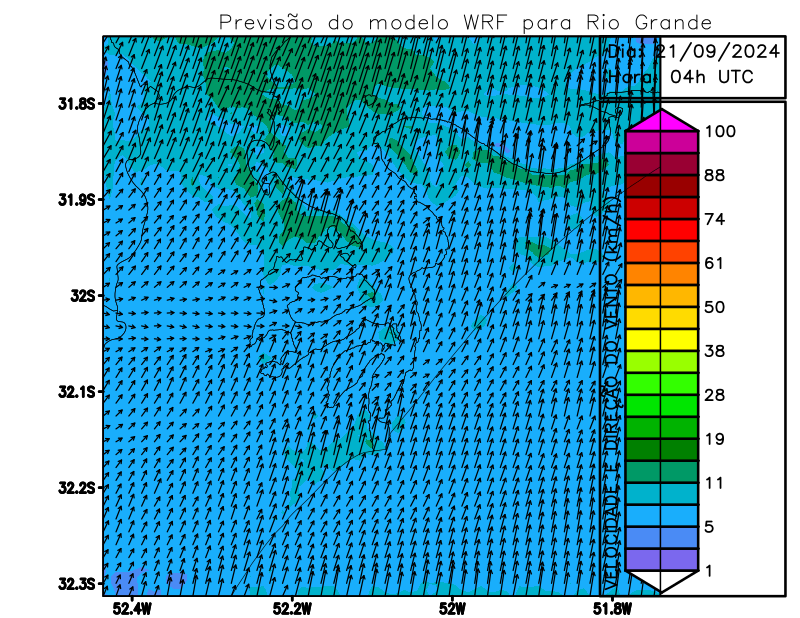 Previsão do modelo WRF para Rio Grande
Dia: 21/09/2024
Hora: 04h UTC
31.8S
31.9S
32S
32.1S
32.2S
32.3S
52.4W
52.2W
52W
51.8W
VELOCIDADE E DIREÇÃO DO VENTO (km/h)
100
88
74
61
50
38
28
19
11
5
1